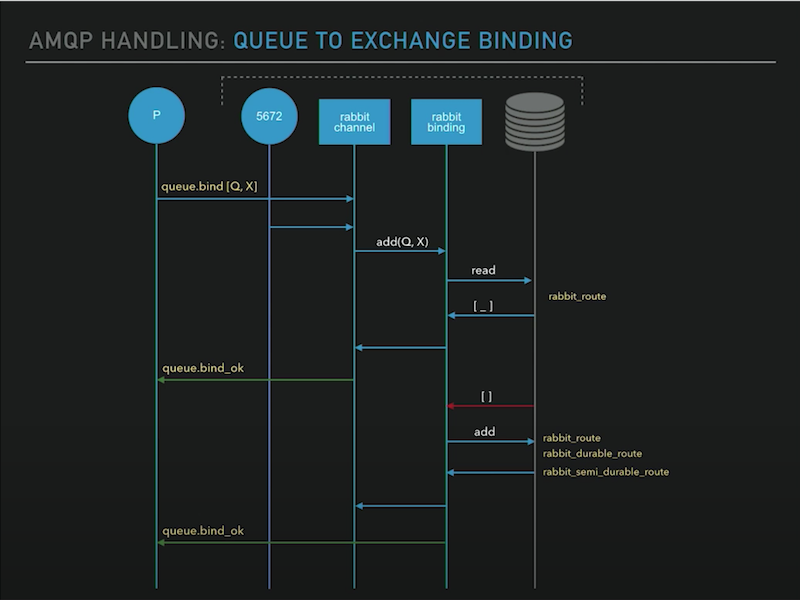 AMQP HANDLING: QUEUE TO EXCHANGE BINDING
P
5672
rabbit
channel
rabbit
binding
queue.bind [Q, X]
add(Q, X)
read
rabbit_route
[ _ ]
queue.bind_ok
[ ]
add
rabbit_route
rabbit_durable_route
rabbit_semi_durable_route
queue.bind_ok